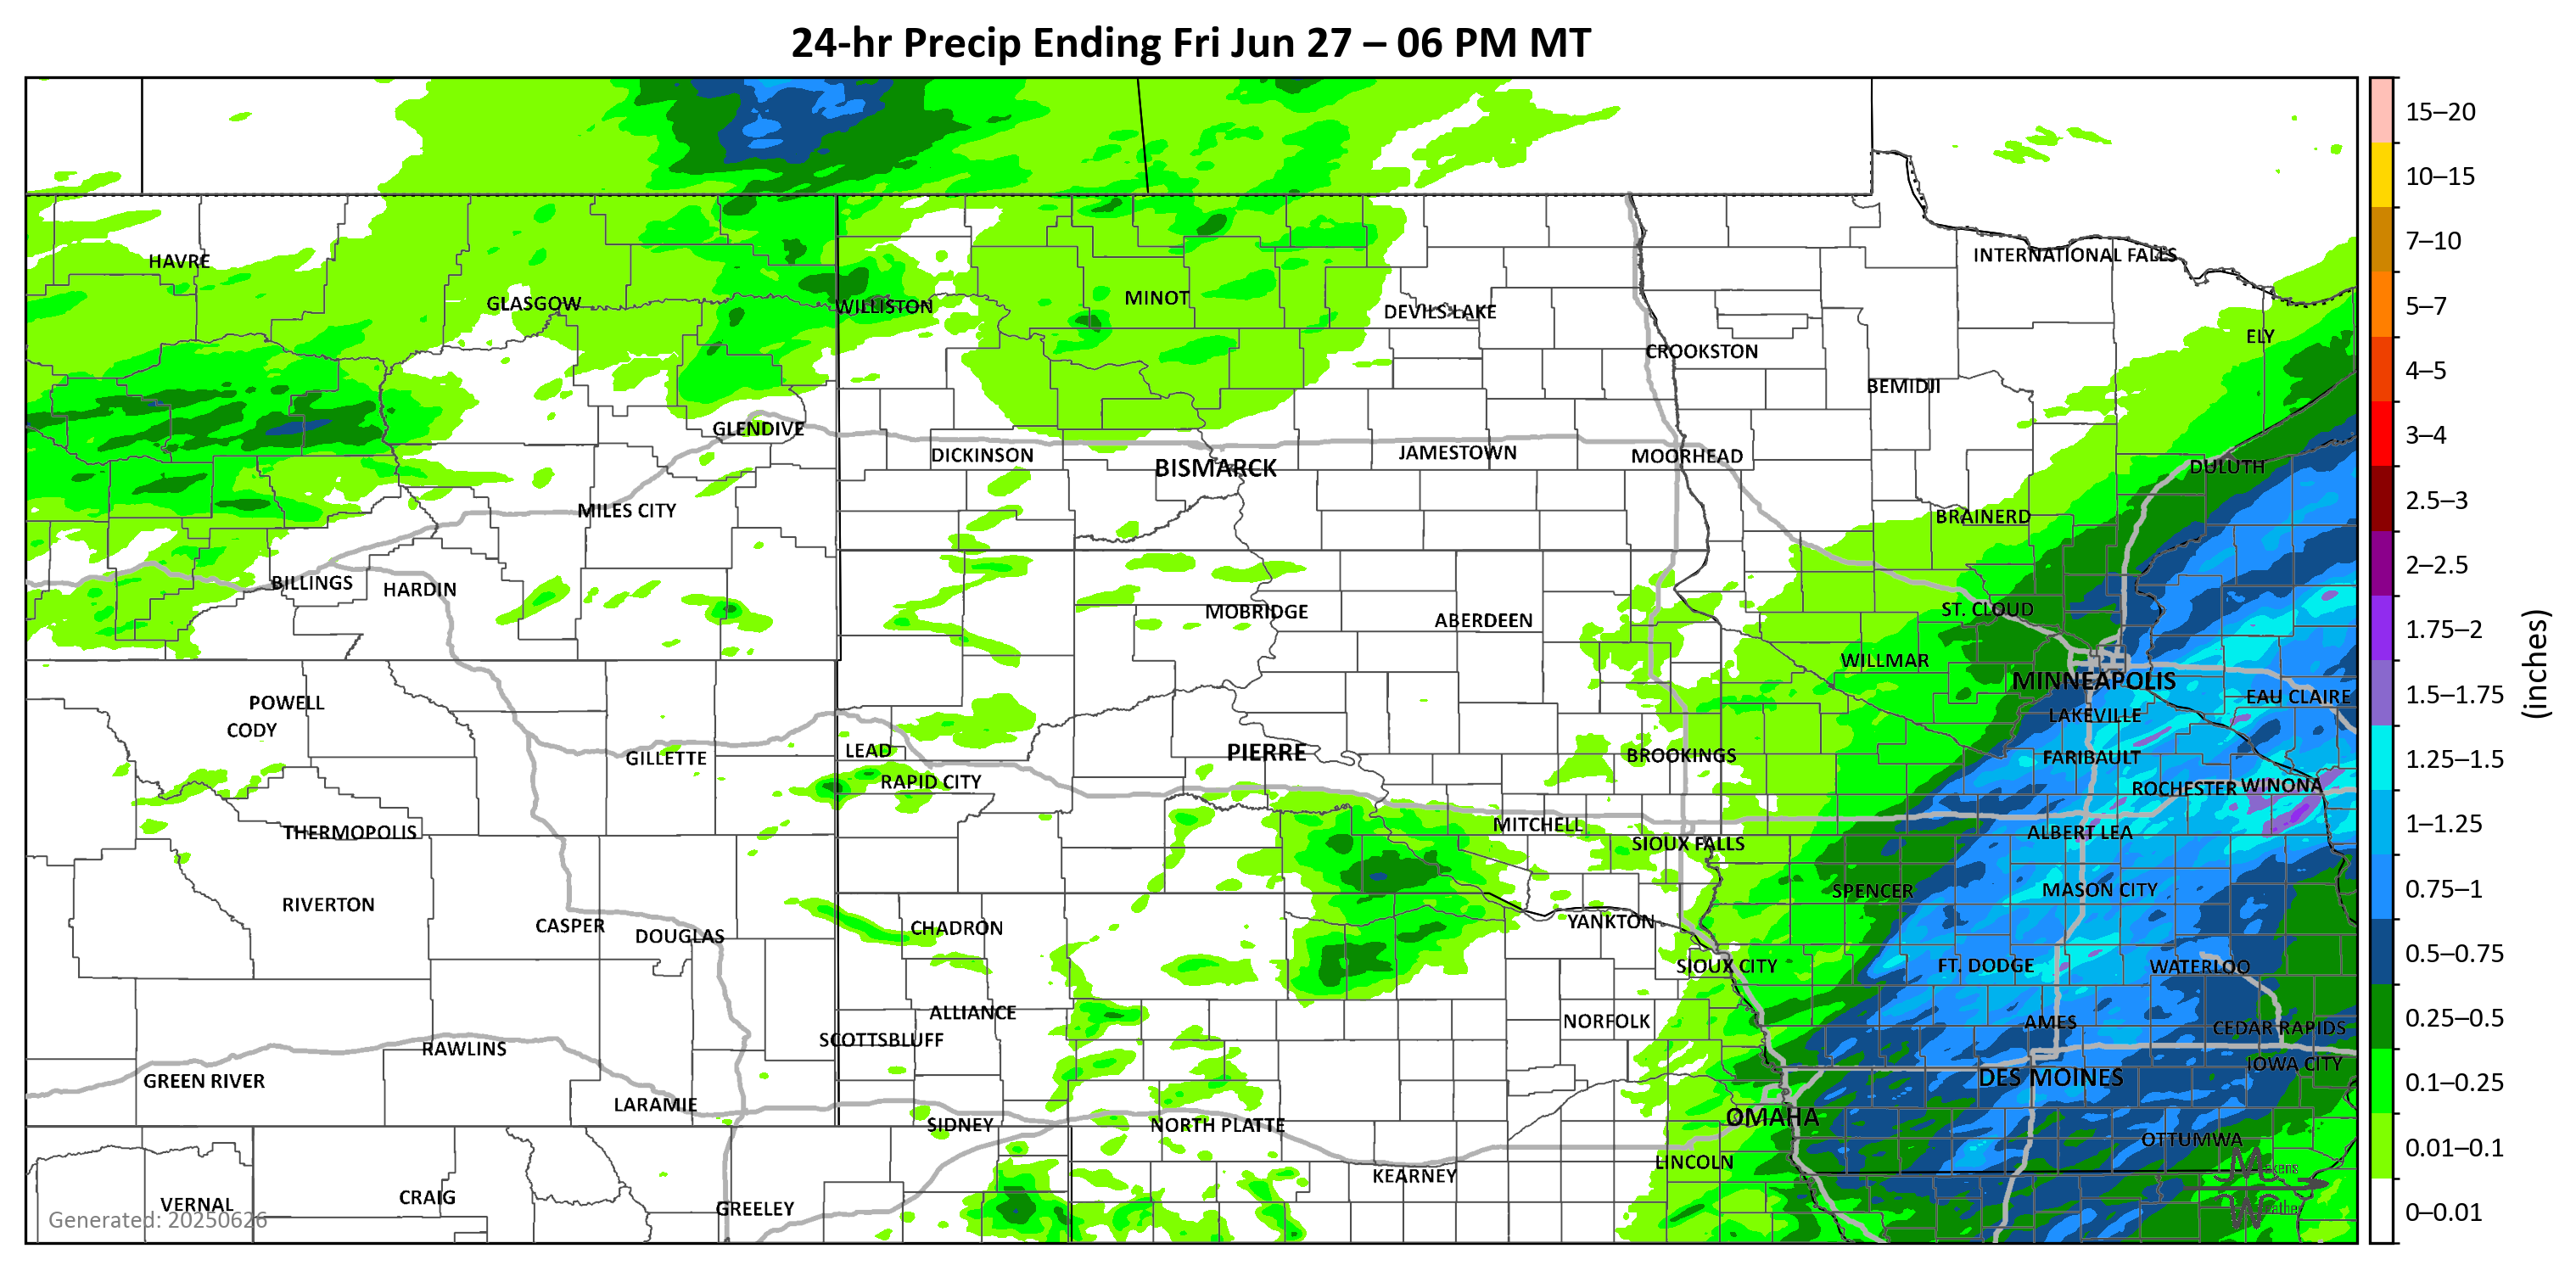 24-hr Precip Ending Fri Jun 27 – 06 PM MT
15–20
10–15
7–10
5–7
4–5
3–4
2.5–3
2–2.5
1.75–2
1.5–1.75
1.25–1.5
1–1.25
0.75–1
0.5–0.75
0.25–0.5
0.1–0.25
0.01–0.1
0–0.01
(inches)
HAVRE
INTERNATIONAL FALLS
GLASGOW
WILLISTON
MINOT
DEVILS LAKE
ELY
CROOKSTON
BEMIDJI
GLENDIVE
DICKINSON
BISMARCK
JAMESTOWN
MOORHEAD
DULUTH
MILES CITY
BRAINERD
BILLINGS
HARDIN
MOBRIDGE
ABERDEEN
ST. CLOUD
WILLMAR
MINNEAPOLIS
EAU CLAIRE
POWELL
CODY
LAKEVILLE
GILLETTE
LEAD
PIERRE
BROOKINGS
FARIBAULT
RAPID CITY
ROCHESTER
WINONA
THERMOPOLIS
MITCHELL
SIOUX FALLS
ALBERT LEA
RIVERTON
SPENCER
MASON CITY
CASPER
DOUGLAS
CHADRON
YANKTON
SIOUX CITY
FT. DODGE
WATERLOO
ALLIANCE
SCOTTSBLUFF
NORFOLK
AMES
CEDAR RAPIDS
RAWLINS
IOWA CITY
GREEN RIVER
DES MOINES
LARAMIE
SIDNEY
NORTH PLATTE
OMAHA
OTTUMWA
KEARNEY
LINCOLN
VERNAL
CRAIG
GREELEY
Generated: 20250626